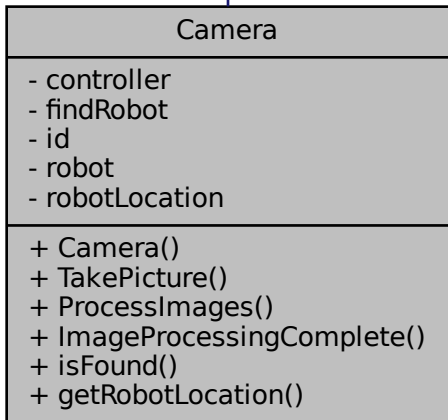 Camera
- controller
- findRobot
- id
- robot
- robotLocation
+ Camera()
+ TakePicture()
+ ProcessImages()
+ ImageProcessingComplete()
+ isFound()
+ getRobotLocation()